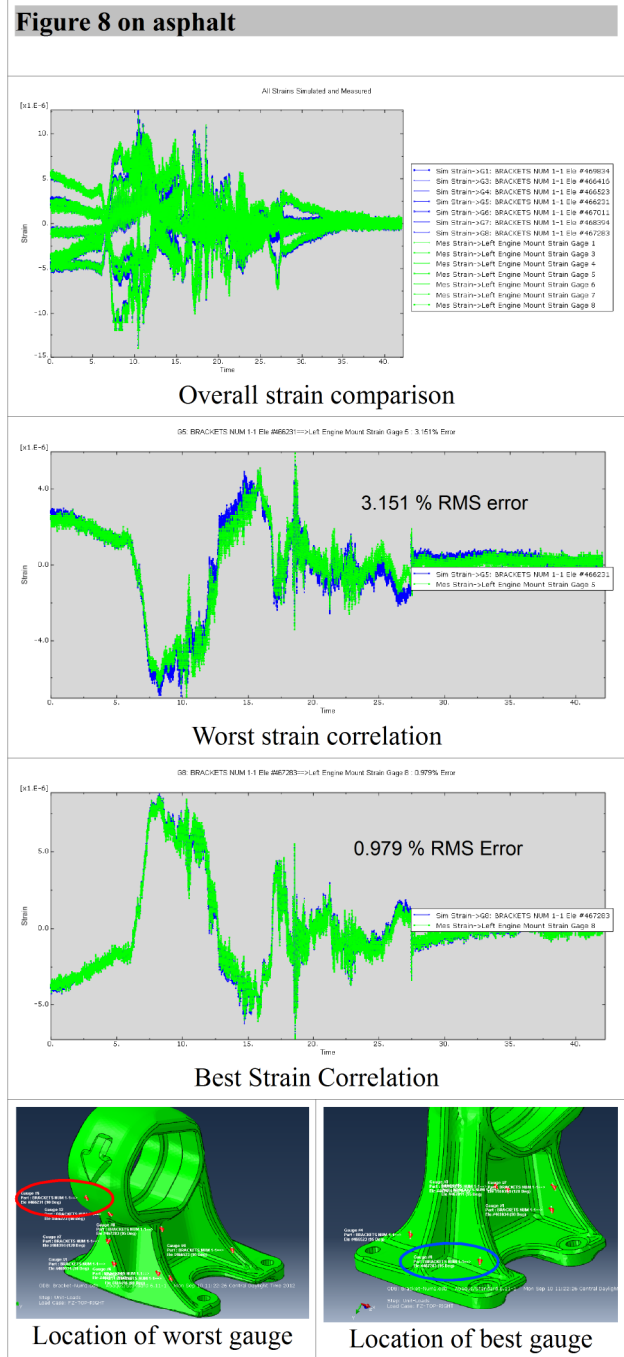 Figure 8 on asphalt
All Strains Simulated and Measured
[x1.E-6]
10.
5.
0.
-5.
-10.
-15.
Strain
0. 5. 10. 15. 20. 25. 30. 35. 40.
Time
Sim Strain->G1: BRACKETS NUM 1-1 Ele #469834
Sim Strain->G3: BRACKETS NUM 1-1 Ele #466416
Sim Strain->G4: BRACKETS NUM 1-1 Ele #466523
Sim Strain->G5: BRACKETS NUM 1-1 Ele #466231
Sim Strain->G6: BRACKETS NUM 1-1 Ele #467011
Sim Strain->G7: BRACKETS NUM 1-1 Ele #468394
Sim Strain->G8: BRACKETS NUM 1-1 Ele #467283
Mes Strain->Left Engine Mount Strain Gage 1
Mes Strain->Left Engine Mount Strain Gage 3
Mes Strain->Left Engine Mount Strain Gage 4
Mes Strain->Left Engine Mount Strain Gage 5
Mes Strain->Left Engine Mount Strain Gage 6
Mes Strain->Left Engine Mount Strain Gage 7
Mes Strain->Left Engine Mount Strain Gage 8
Overall strain comparison
G5: BRACKETS NUM 1-1 Ele #466231==>Left Engine Mount Strain Gage 5 : 3.151% Error
[x1.E-6]
4.0
0.0
-4.0
Strain
3.151 % RMS error
Sim Strain->G5: BRACKETS NUM 1-1 Ele #466231
Mes Strain->Left Engine Mount Strain Gage 5
0. 5. 10. 15. 20. 25. 30. 35. 40.
Time
Worst strain correlation
G8: BRACKETS NUM 1-1 Ele #467283==>Left Engine Mount Strain Gage 8 : 0.979% Error
[x1.E-6]
5.0
0.0
-5.0
Strain
0.979 % RMS Error
Sim Strain->G8: BRACKETS NUM 1-1 Ele #467283
Mes Strain->Left Engine Mount Strain Gage 8
0. 5. 10. 15. 20. 25. 30. 35. 40.
Time
Best Strain Correlation
Location of worst gauge
Location of best gauge